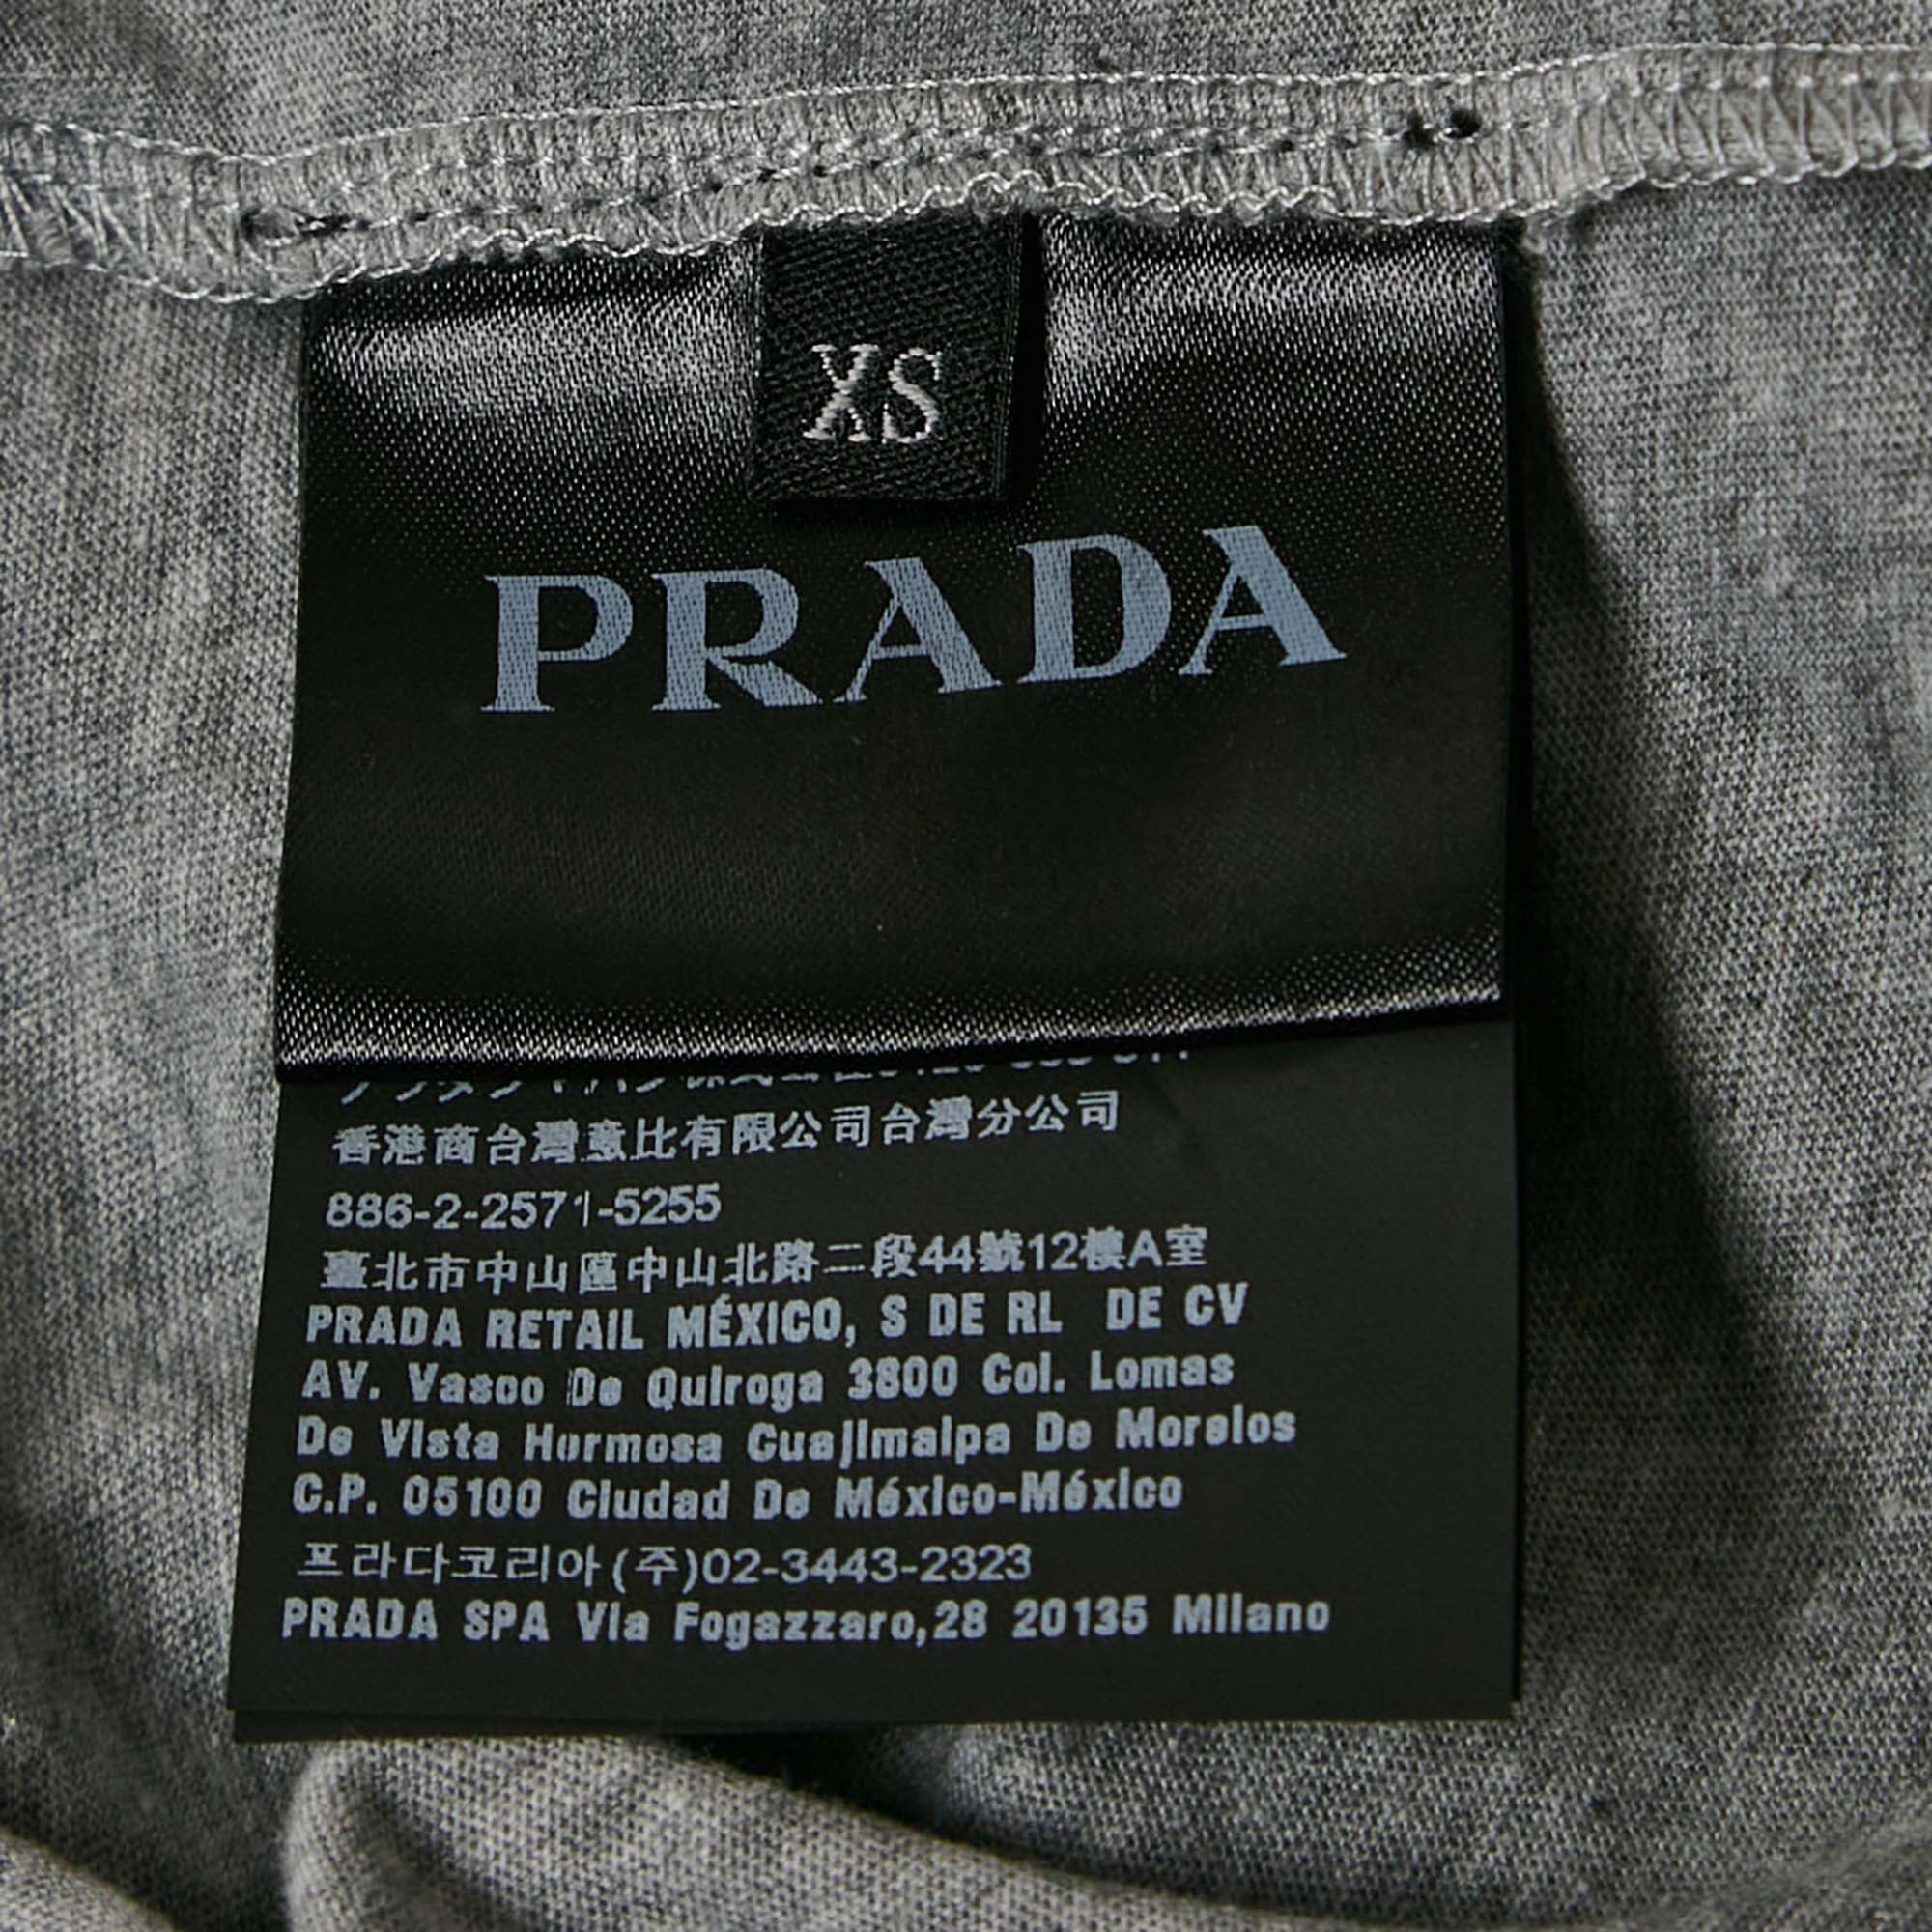 XS
PRADA
香港商台灣意比有限公司台灣分公司
886-2-2571-5255
臺北市中山區中山北路二段44號12樓A室
PRADA RETAIL MÉXICO, S DE RL DE CV
AV. Vasco De Quiroga 3800 Col. Lomas
De Vista Hermosa Guajimalpa De Morelos
C.P. 05100 Ciudad De México-México
프라다코리아(주)02-3443-2323
PRADA SPA Via Fogazzaro,28 20135 Milano